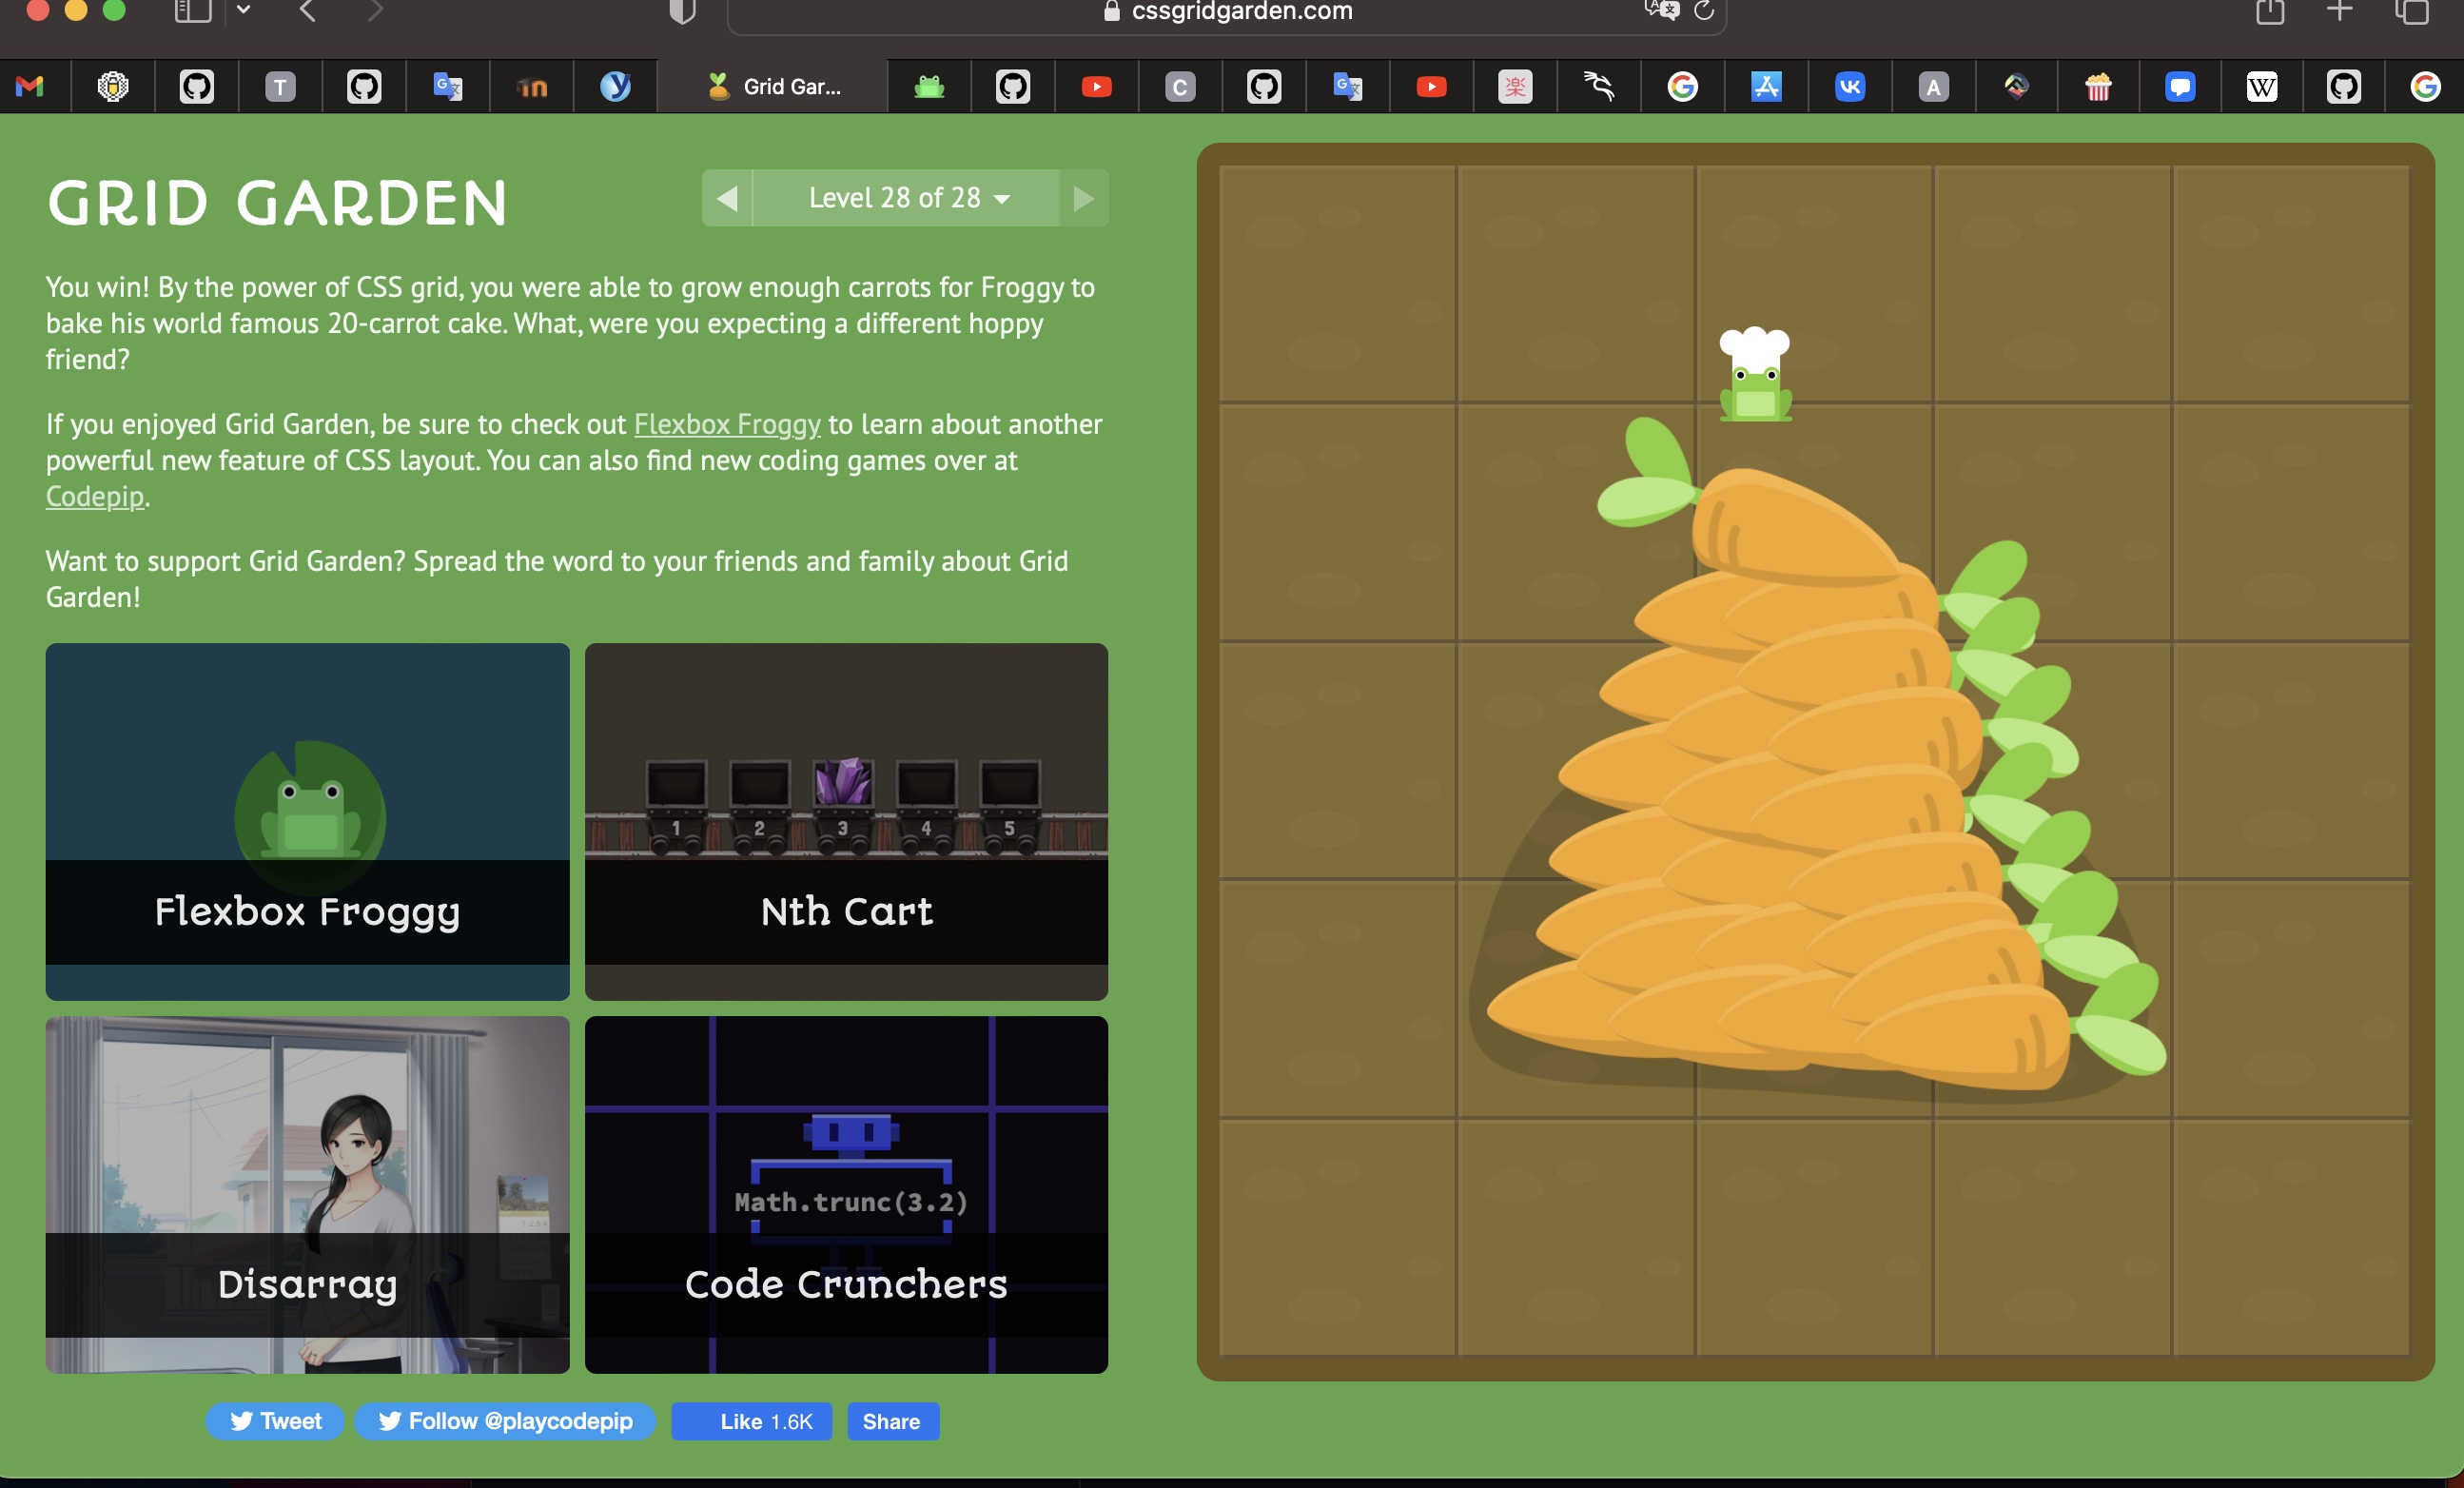 cssgridgarden.com
T
Grid Gar...
C
楽
VK
A
W
GRID GARDEN
Level 28 of 28
You win! By the power of CSS grid, you were able to grow enough carrots for Froggy to
bake his world famous 20-carrot cake. What, were you expecting a different hoppy
friend?
If you enjoyed Grid Garden, be sure to check out Flexbox Froggy to learn about another
powerful new feature of CSS layout. You can also find new coding games over at
Codepip.
Want to support Grid Garden? Spread the word to your friends and family about Grid
Garden!
1 2 3 4 5
Flexbox Froggy
Nth Cart
Math.trunc(3.2)
Disarray
Code Crunchers
Tweet
Follow @playcodepip
Like 1.6K
Share